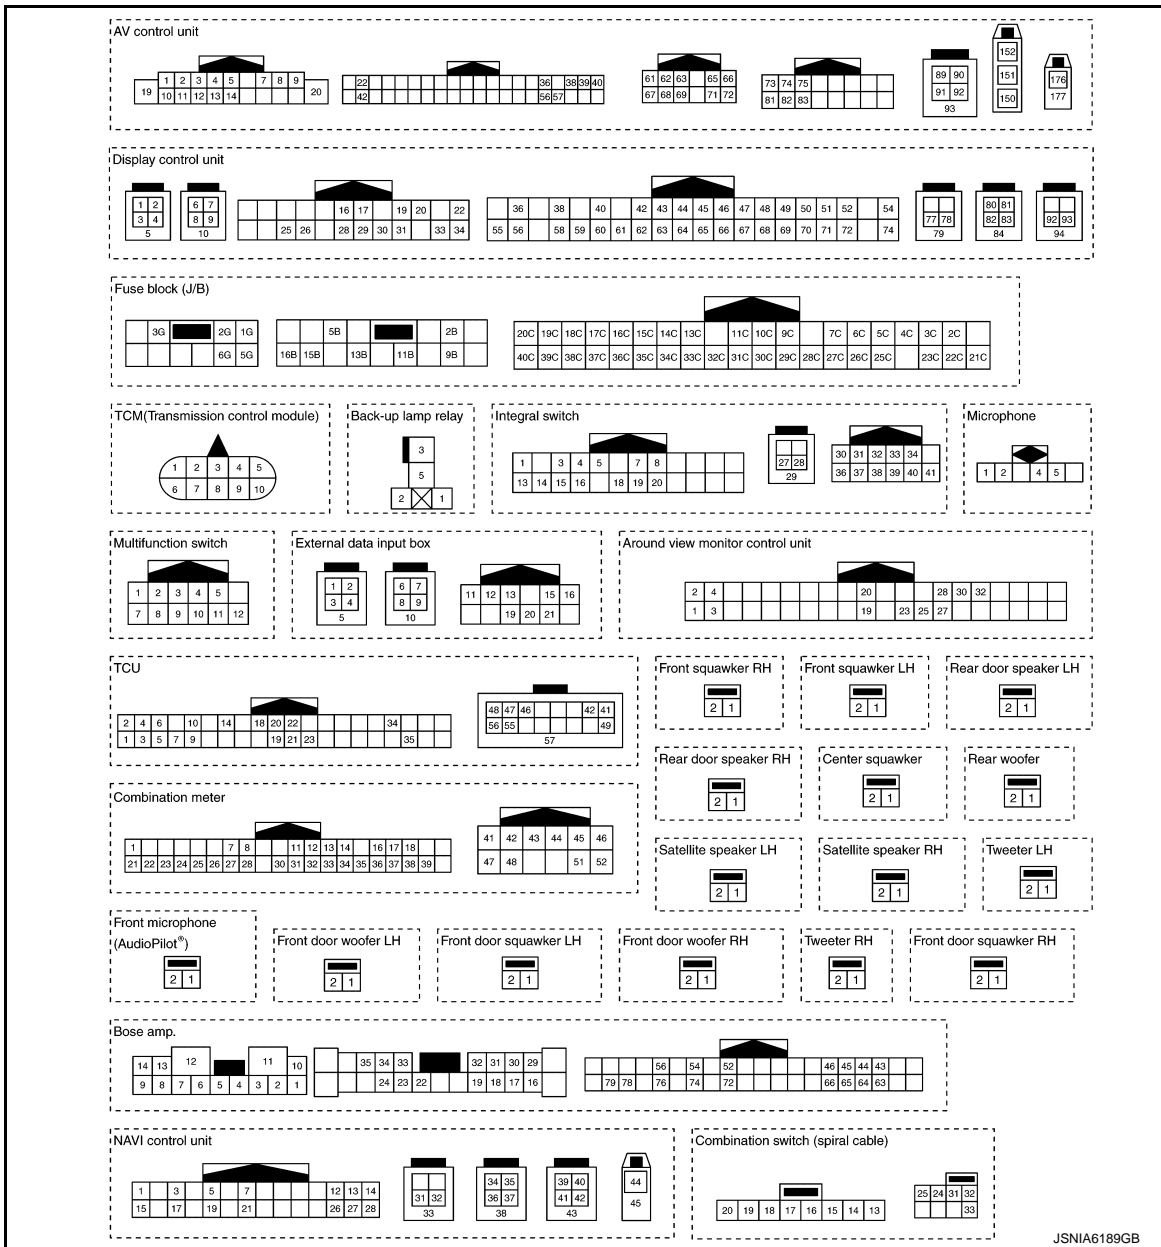 AV control unit
1 2 3 4 5 7 8 9
19 10 11 12 13 14 20
22 36 38 39 40
42 56 57
61 62 63 65 66
67 68 69 71 72
73 74 75
81 82 83
89 90
91 92
93
152
151
150
176
177
Display control unit
1 2
3 4
5
6 7
8 9
10
16 17 19 20 22
25 26 28 29 30 31 33 34
36 38 40 42 43 44 45 46 47 48 49 50 51 52 54
55 56 58 59 60 61 62 63 64 65 66 67 68 69 70 71 72 74
77 78
79
80 81
82 83
84
92 93
94
Fuse block (J/B)
3G 2G 1G
6G 5G
5B 2B
16B 15B 13B 11B 9B
20C 19C 18C 17C 16C 15C 14C 13C 11C 10C 9C 7C 6C 5C 4C 3C 2C
40C 39C 38C 37C 36C 35C 34C 33C 32C 31C 30C 29C 28C 27C 26C 25C 23C 22C 21C
TCM(Transmission control module)
1 2 3 4 5
6 7 8 9 10
Back-up lamp relay
3
5
2 1
Integral switch
1 3 4 5 7 8
13 14 15 16 18 19 20
27 28
29
30 31 32 33 34
36 37 38 39 40 41
Microphone
1 2 4 5
Multifunction switch
1 2 3 4 5
7 8 9 10 11 12
External data input box
1 2
3 4
5
6 7
8 9
10
11 12 13 15 16
19 20 21
Around view monitor control unit
2 4 20 28 30 32
1 3 19 23 25 27
TCU
2 4 6 10 14 18 20 22 34
1 3 5 7 9 19 21 23 35
48 47 46 42 41
56 55 49
57
Front squawker RH
2 1
Front squawker LH
2 1
Rear door speaker LH
2 1
Rear door speaker RH
2 1
Center squawker
2 1
Rear woofer
2 1
Combination meter
1 7 8 11 12 13 14 16 17 18
21 22 23 24 25 26 27 28 30 31 32 33 34 35 36 37 38 39
41 42 43 44 45 46
47 48 51 52
Satellite speaker LH
2 1
Satellite speaker RH
2 1
Tweeter LH
2 1
Front microphone
(AudioPilot®)
2 1
Front door woofer LH
2 1
Front door squawker LH
2 1
Front door woofer RH
2 1
Tweeter RH
2 1
Front door squawker RH
2 1
Bose amp.
14 13 12 11 10
9 8 7 6 5 4 3 2 1
35 34 33 32 31 30 29
24 23 22 19 18 17 16
56 54 52 46 45 44 43
79 78 76 74 72 66 65 64 63
NAVI control unit
1 3 5 7 12 13 14
15 17 19 21 26 27 28
31 32
33
34 35
36 37
38
39 40
41 42
43
44
45
Combination switch (spiral cable)
20 19 18 17 16 15 14 13
25 24 31 32
33
JSNIA6189GB